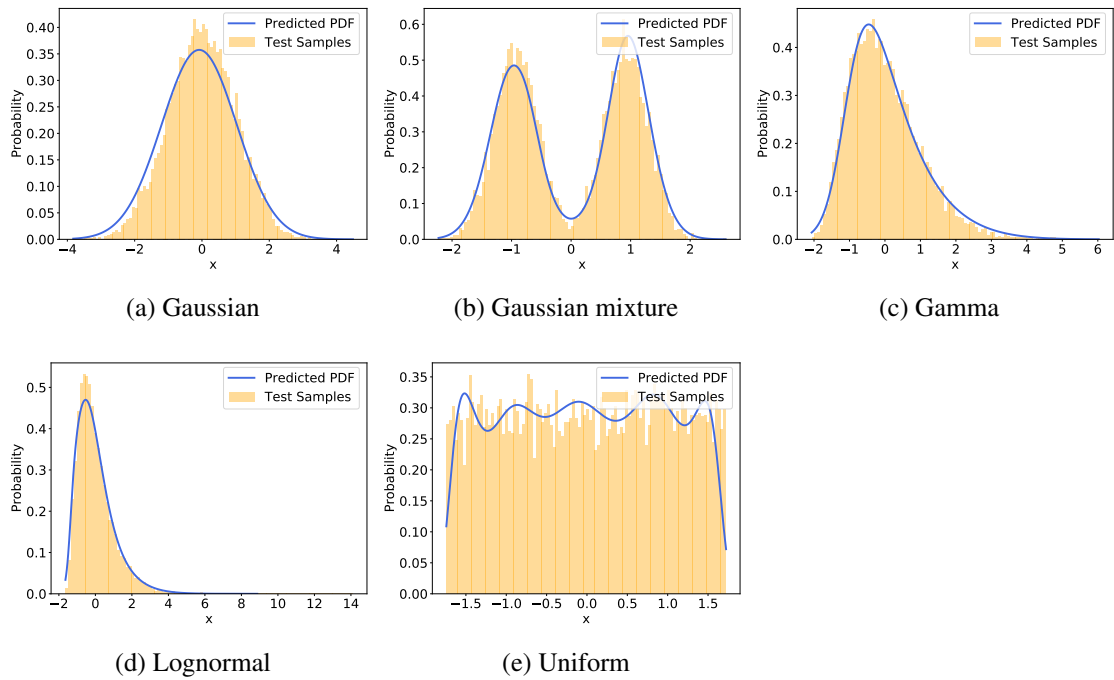 0.40
0.35
0.30
0.25
0.20
0.15
0.10
0.05
0.00
Probability
−4 −2 0 2 4
x
Predicted PDF
Test Samples
(a) Gaussian
0.6
0.5
0.4
0.3
0.2
0.1
0.0
Probability
−2 −1 0 1 2
x
Predicted PDF
Test Samples
(b) Gaussian mixture
0.4
0.3
0.2
0.1
0.0
Probability
−2 −1 0 1 2 3 4 5 6
x
Predicted PDF
Test Samples
(c) Gamma
0.5
0.4
0.3
0.2
0.1
0.0
Probability
−2 0 2 4 6 8 10 12 14
x
Predicted PDF
Test Samples
(d) Lognormal
0.35
0.30
0.25
0.20
0.15
0.10
0.05
0.00
Probability
−1.5 −1.0 −0.5 0.0 0.5 1.0 1.5
x
Predicted PDF
Test Samples
(e) Uniform